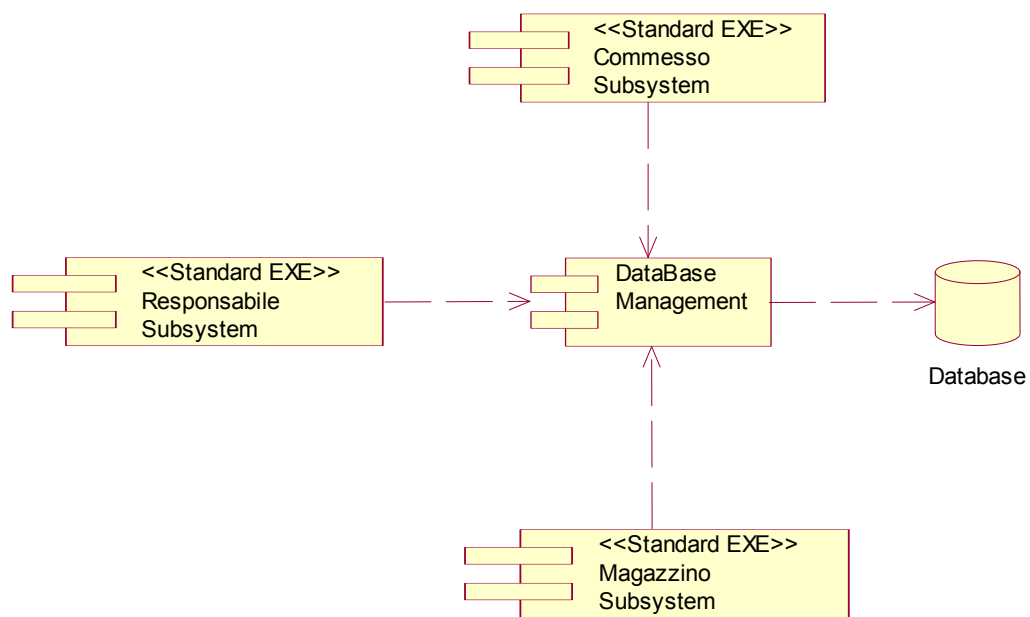 <<Standard EXE>>
Commesso
Subsystem
<<Standard EXE>>
Responsabile
Subsystem
DataBase
Management
Database
<<Standard EXE>>
Magazzino
Subsystem